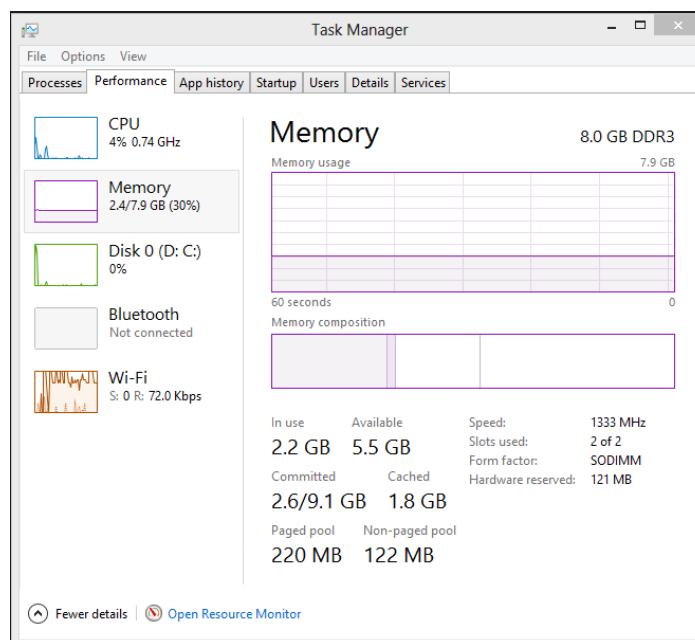 Task Manager
File Options View
Processes Performance App history Startup Users Details Services
CPU
4% 0.74 GHz
Memory
2.4/7.9 GB (30%)
Disk 0 (D: C:)
0%
Bluetooth
Not connected
Wi-Fi
S: 0 R: 72.0 Kbps
Memory 8.0 GB DDR3
Memory usage 7.9 GB
60 seconds 0
Memory composition
In use Available
2.2 GB 5.5 GB
Committed Cached
2.6/9.1 GB 1.8 GB
Paged pool Non-paged pool
220 MB 122 MB
Speed: 1333 MHz
Slots used: 2 of 2
Form factor: SODIMM
Hardware reserved: 121 MB
Fewer details Open Resource Monitor